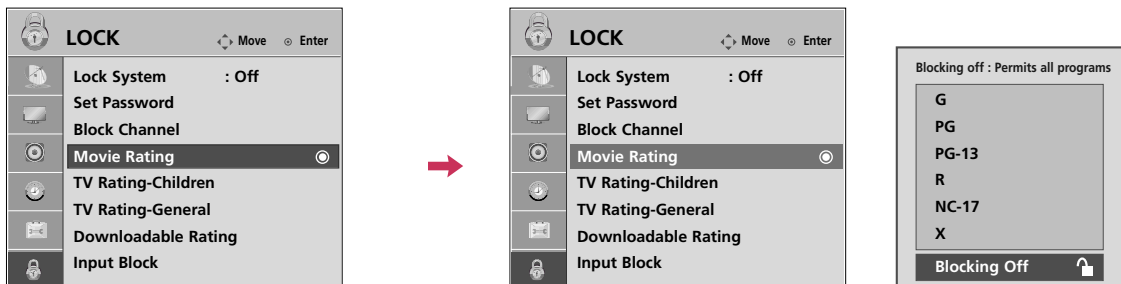 LOCK Move Enter
Lock System : Off
Set Password
Block Channel
Movie Rating
TV Rating-Children
TV Rating-General
Downloadable Rating
Input Block
LOCK Move Enter
Lock System : Off
Set Password
Block Channel
Movie Rating
TV Rating-Children
TV Rating-General
Downloadable Rating
Input Block
Blocking off : Permits all programs
G
PG
PG-13
R
NC-17
X
Blocking Off